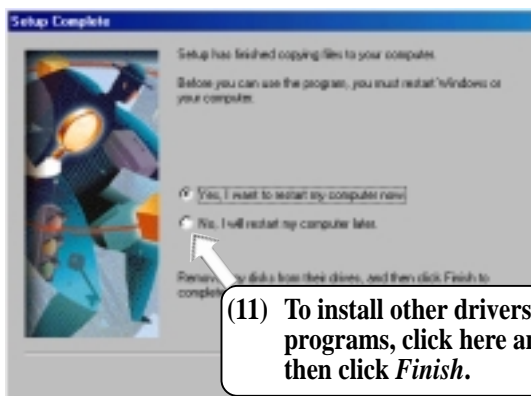 Setup Complete
Setup has finished copying files to your computer.
Before you can use the program, you must restart Windows or
your computer.
Yes, I want to restart my computer now.
No, I will restart my computer later.
disks from their drives, and then click Finish to
(11) To install other drivers
programs, click here
then click Finish.